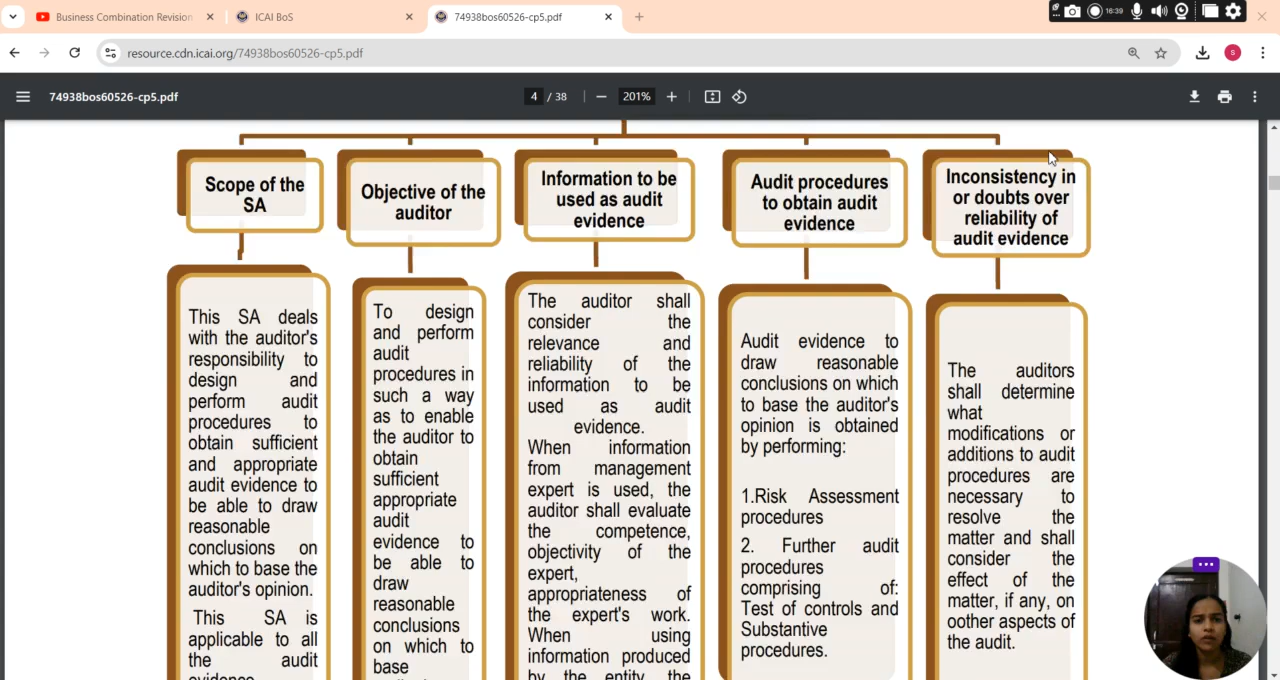 Business Combination Revision
ICAI BoS
74938bos60526-cp5.pdf
16:39
resource.cdn.icai.org/74938bos60526-cp5.pdf
S
74938bos60526-cp5.pdf
4 / 38
201%
Scope of the
SA
Objective of the
auditor
Information to be
used as audit
evidence
Audit procedures
to obtain audit
evidence
Inconsistency in
or doubts over
reliability of
audit evidence
This SA deals
with the auditor's
responsibility to
design and
perform audit
procedures to
obtain sufficient
and appropriate
audit evidence to
be able to draw
reasonable
conclusions on
which to base the
auditor's opinion.
This SA is
applicable to all
the audit
evidence
To design
and perform
audit
procedures in
such a way
as to enable
the auditor to
obtain
sufficient
appropriate
audit
evidence to
be able to
draw
reasonable
conclusions
on which to
base
The auditor shall
consider the
relevance and
reliability of the
information to be
used as audit
evidence.
When information
from management
expert is used, the
auditor shall evaluate
the competence,
objectivity of the
expert,
appropriateness of
the expert's work.
When using
information produced
by the entity, the
Audit evidence to
draw reasonable
conclusions on which
to base the auditor's
opinion is obtained
by performing:
1.Risk Assessment
procedures
2. Further audit
procedures
comprising of:
Test of controls and
Substantive
procedures.
The auditors
shall determine
what
modifications or
additions to audit
procedures are
necessary to
resolve the
matter and shall
consider the
effect of the
matter, if any, on
oother aspects of
the audit.